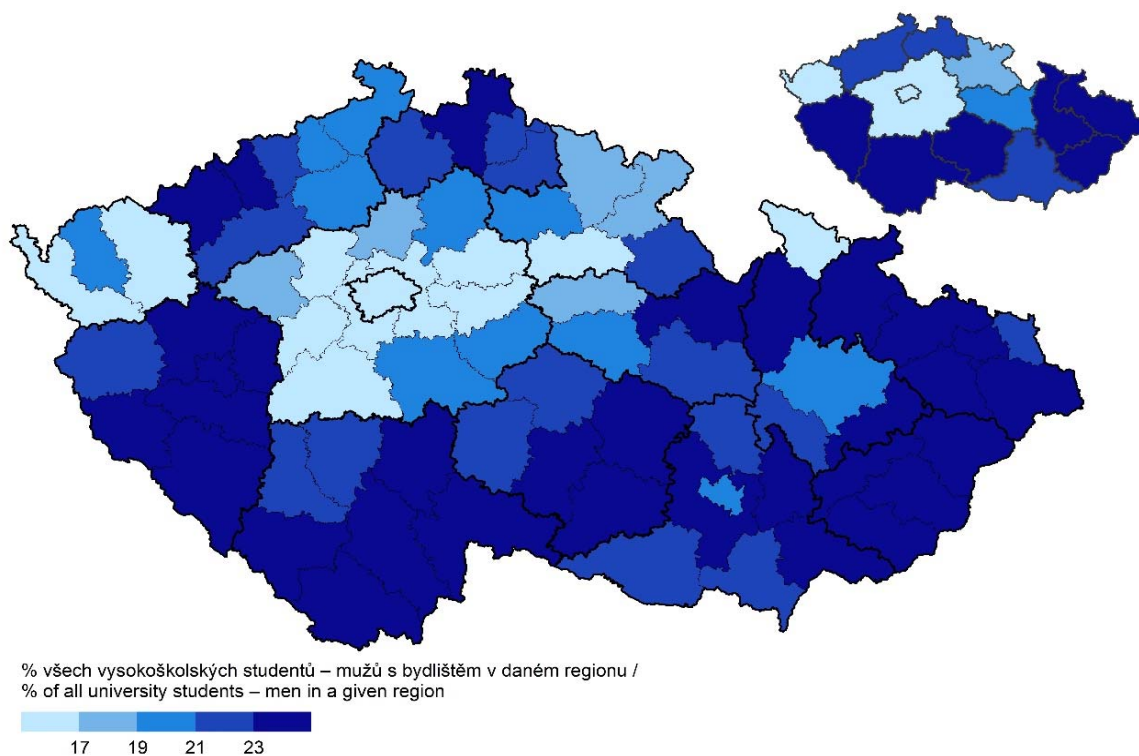 % všech vysokoškolských studentů – mužů s bydlištěm v daném regionu /
% of all university students – men in a given region
17 19 21 23